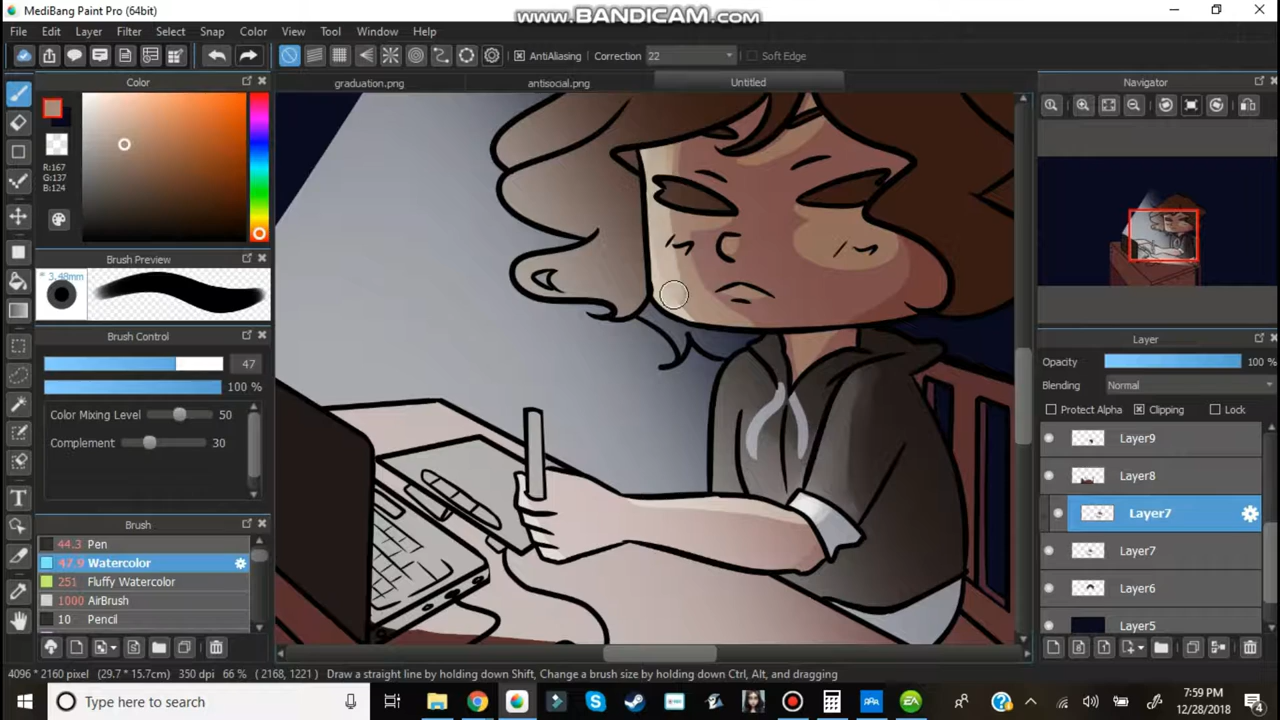 MediBang Paint Pro (64bit)
www.BANDICAM.com
File Edit Layer Filter Select Snap Color View Tool Window Help
AntiAliasing Correction 22 Soft Edge
Color
graduation.png antisocial.png Untitled
Navigator
R:167
G:137
B:124
Brush Preview
* 3.48mm
Brush Control
47
100 %
Color Mixing Level 50
Complement 30
Brush
44.3 Pen
47.9 Watercolor
251 Fluffy Watercolor
1000 AirBrush
10 Pencil
Layer
Opacity 100 %
Blending Normal
Protect Alpha Clipping Lock
Layer9
Layer8
Layer7
Layer7
Layer6
Layer5
4096 * 2160 pixel (29.7 * 15.7cm) 350 dpi 66 % (2168, 1221) Draw a straight line by holding down Shift, Change a brush size by holding down Ctrl, Alt, and dragging
Type here to search
7:59 PM
12/28/2018
4